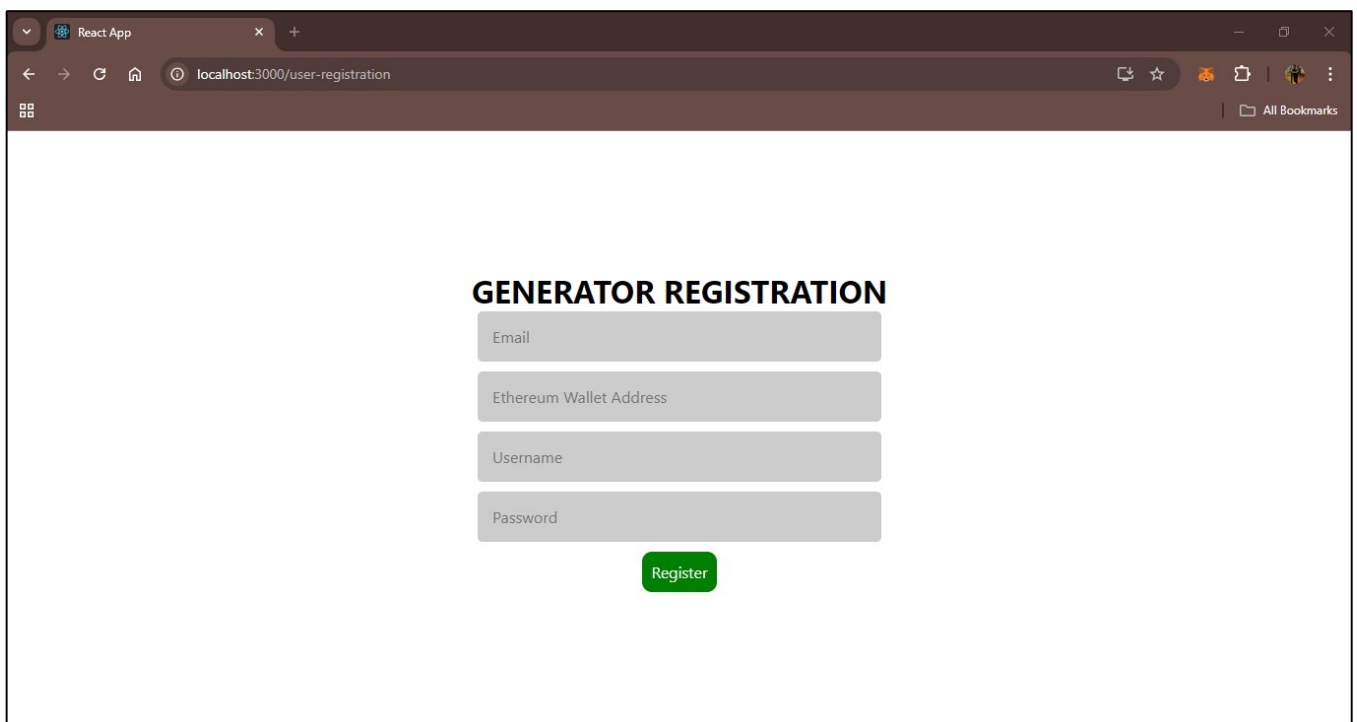 React App
localhost:3000/user-registration
All Bookmarks
GENERATOR REGISTRATION
Email
Ethereum Wallet Address
Username
Password
Register